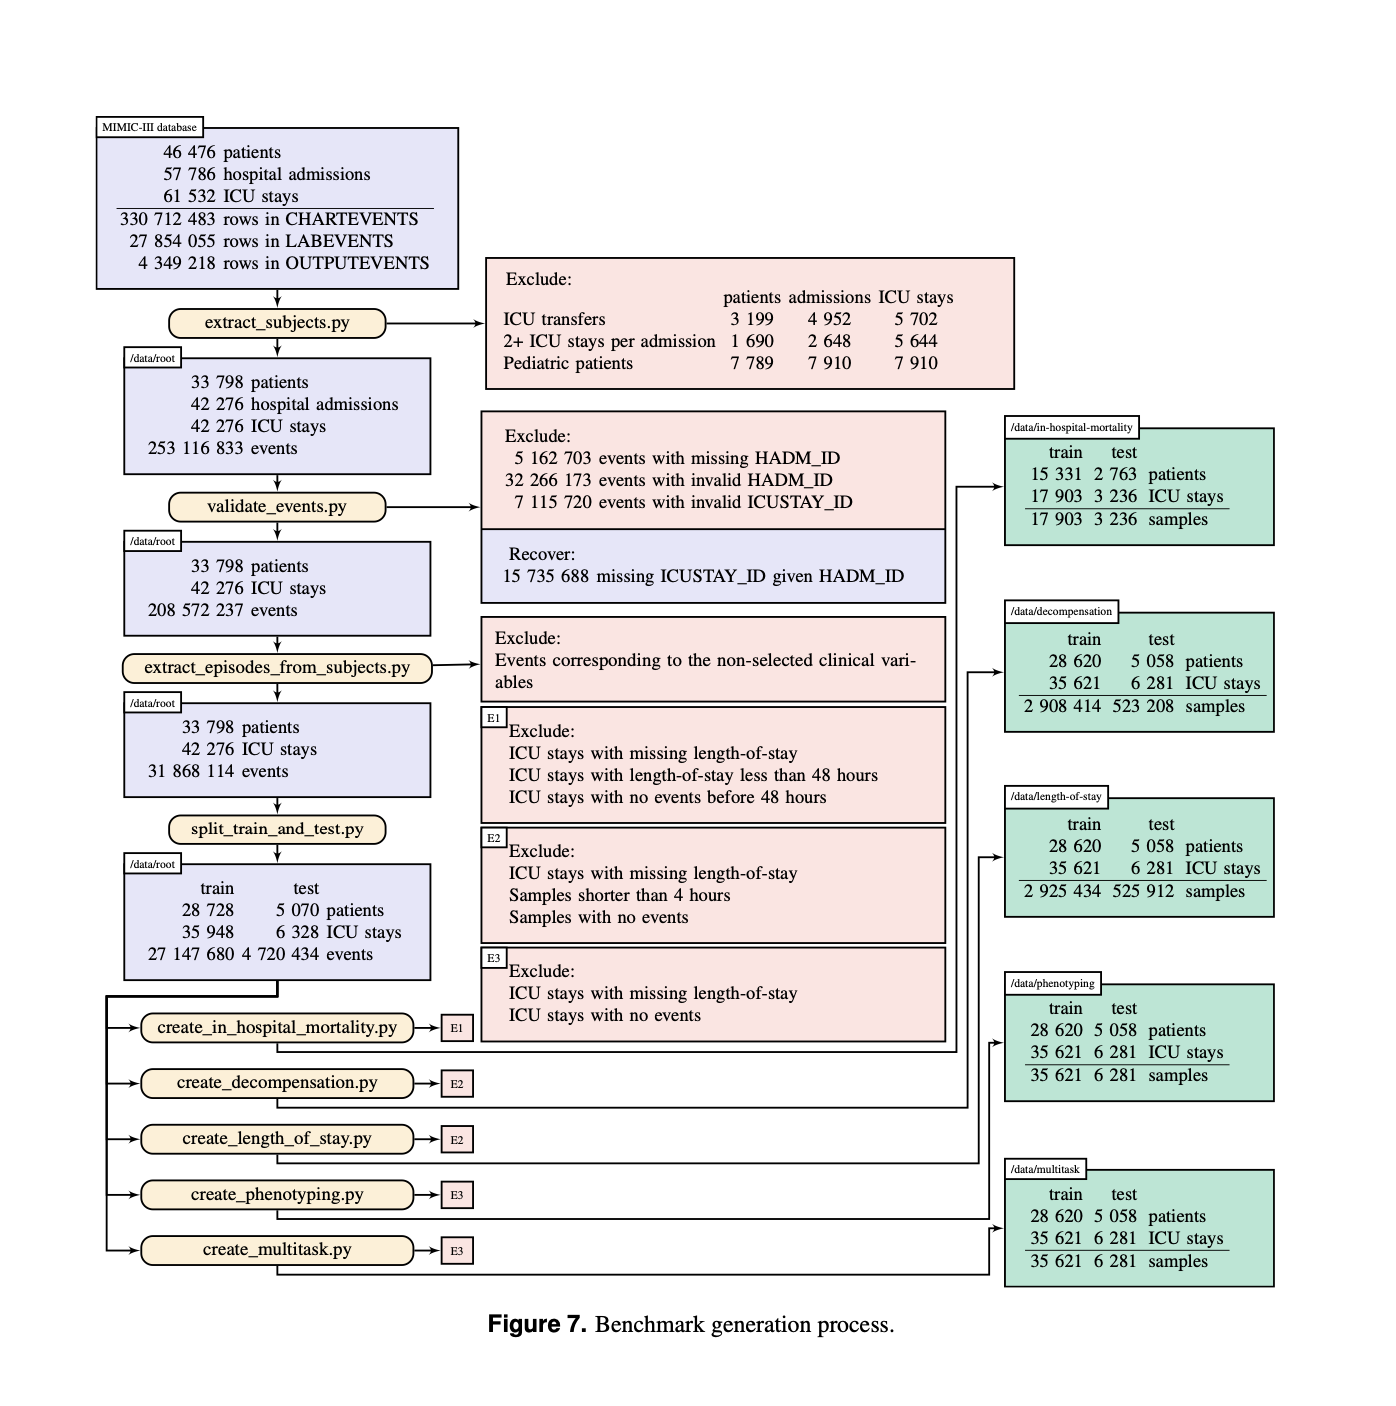 MIMIC-III database
46 476 patients
57 786 hospital admissions
61 532 ICU stays
330 712 483 rows in CHARTEVENTS
27 854 055 rows in LABEVENTS
4 349 218 rows in OUTPUTEVENTS
extract_subjects.py
Exclude:
patients admissions ICU stays
ICU transfers 3 199 4 952 5 702
2+ ICU stays per admission 1 690 2 648 5 644
Pediatric patients 7 789 7 910 7 910
/data/root
33 798 patients
42 276 hospital admissions
42 276 ICU stays
253 116 833 events
validate_events.py
Exclude:
5 162 703 events with missing HADM_ID
32 266 173 events with invalid HADM_ID
7 115 720 events with invalid ICUSTAY_ID
Recover:
15 735 688 missing ICUSTAY_ID given HADM_ID
/data/root
33 798 patients
42 276 ICU stays
208 572 237 events
extract_episodes_from_subjects.py
Exclude:
Events corresponding to the non-selected clinical vari-
ables
/data/root
33 798 patients
42 276 ICU stays
31 868 114 events
split_train_and_test.py
/data/root
train test
28 728 5 070 patients
35 948 6 328 ICU stays
27 147 680 4 720 434 events
E1
Exclude:
ICU stays with missing length-of-stay
ICU stays with length-of-stay less than 48 hours
ICU stays with no events before 48 hours
E2
Exclude:
ICU stays with missing length-of-stay
Samples shorter than 4 hours
Samples with no events
E3
Exclude:
ICU stays with missing length-of-stay
ICU stays with no events
create_in_hospital_mortality.py
E1
create_decompensation.py
E2
create_length_of_stay.py
E2
create_phenotyping.py
E3
create_multitask.py
E3
/data/in-hospital-mortality
train test
15 331 2 763 patients
17 903 3 236 ICU stays
17 903 3 236 samples
/data/decompensation
train test
28 620 5 058 patients
35 621 6 281 ICU stays
2 908 414 523 208 samples
/data/length-of-stay
train test
28 620 5 058 patients
35 621 6 281 ICU stays
2 925 434 525 912 samples
/data/phenotyping
train test
28 620 5 058 patients
35 621 6 281 ICU stays
35 621 6 281 samples
/data/multitask
train test
28 620 5 058 patients
35 621 6 281 ICU stays
35 621 6 281 samples
Figure 7. Benchmark generation process.